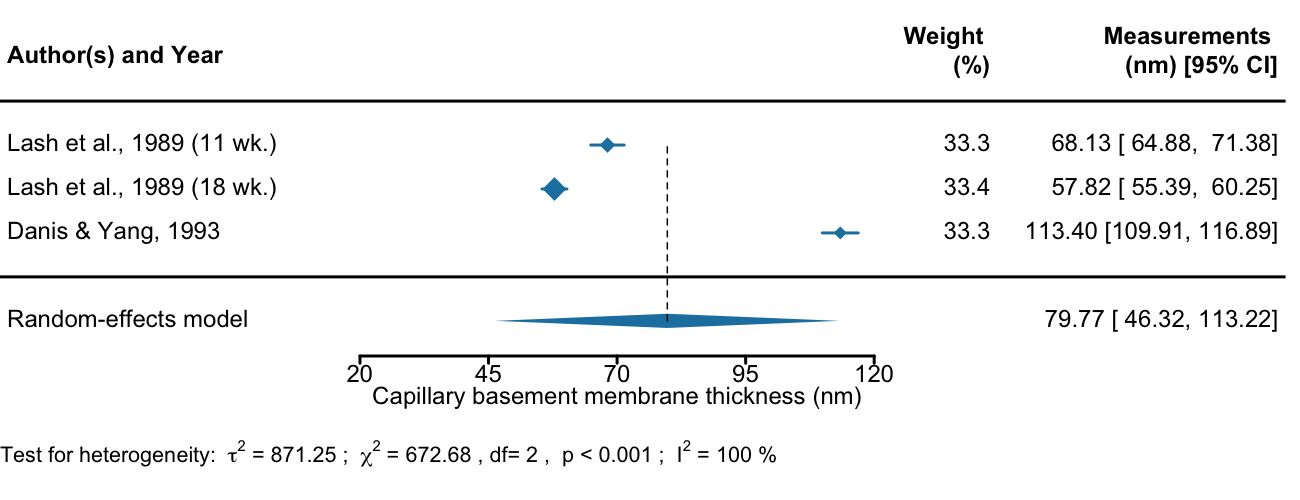 Author(s) and Year Weight (%) Measurements (nm) [95% CI]
Lash et al., 1989 (11 wk.) 33.3 68.13 [ 64.88, 71.38]
Lash et al., 1989 (18 wk.) 33.4 57.82 [ 55.39, 60.25]
Danis & Yang, 1993 33.3 113.40 [109.91, 116.89]
Random-effects model 79.77 [ 46.32, 113.22]
20 45 70 95 120
Capillary basement membrane thickness (nm)
Test for heterogeneity: τ² = 871.25 ; χ² = 672.68 , df= 2 , p < 0.001 ; I² = 100 %